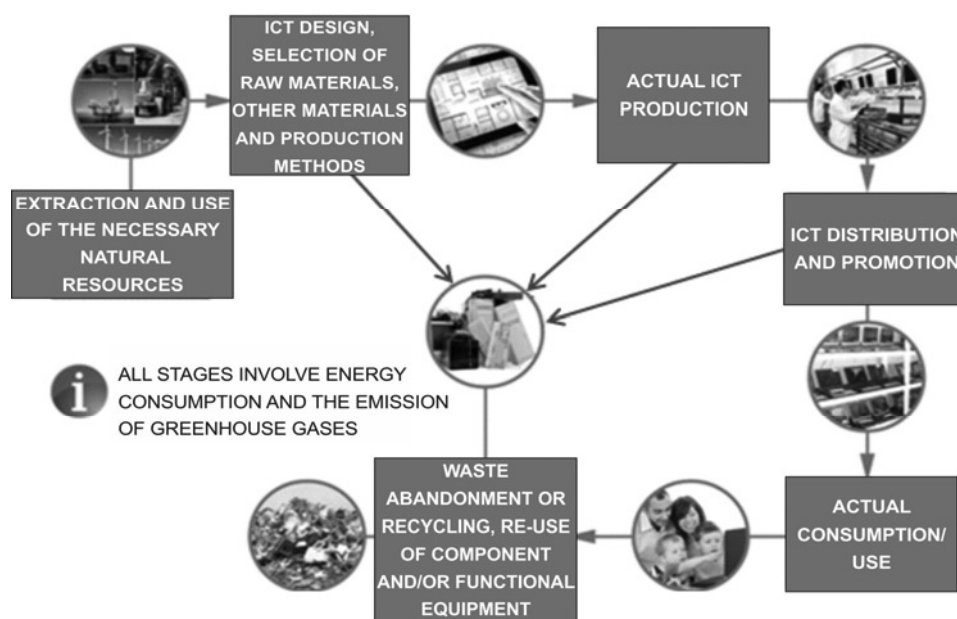 ICT DESIGN,
SELECTION OF
RAW MATERIALS,
OTHER MATERIALS
AND PRODUCTION
METHODS
ACTUAL ICT
PRODUCTION
EXTRACTION AND USE
OF THE NECESSARY
NATURAL
RESOURCES
ICT DISTRIBUTION
AND PROMOTION
i
ALL STAGES INVOLVE ENERGY
CONSUMPTION AND THE EMISSION
OF GREENHOUSE GASES
WASTE
ABANDONMENT OR
RECYCLING, RE-USE
OF COMPONENT
AND/OR FUNCTIONAL
EQUIPMENT
ACTUAL
CONSUMPTION/
USE